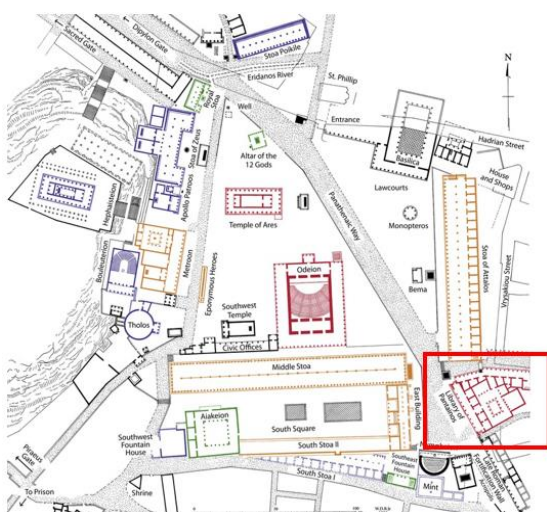 Dipylon Gate
Sacred Gate
Stoa Poikile
Eridanos River
St. Phillip
N
Royal Stoa
Well
Entrance
Hadrian Street
Stoa of Zeus
Altar of the
12 Gods
Basilica
House
and Shops
Hephaisteion
Apollo Patroos
Panathenaic Way
Lawcourts
Temple of Ares
Monopteros
Stoa of Attalos
Vrysakiou Street
Bouleuterion
Metroon
Eponymous Heroes
Odeion
Bema
Tholos
Southwest
Temple
Civic Offices
Middle Stoa
Library of
Pantainos
East Building
Aiakeion
South Square
Southwest
Fountain
House
South Stoa II
South Stoa I
Southeast
Fountain
House
Mint
Late Roman
Fortification Wall
Piraeus
Gate
To Prison
Shrine